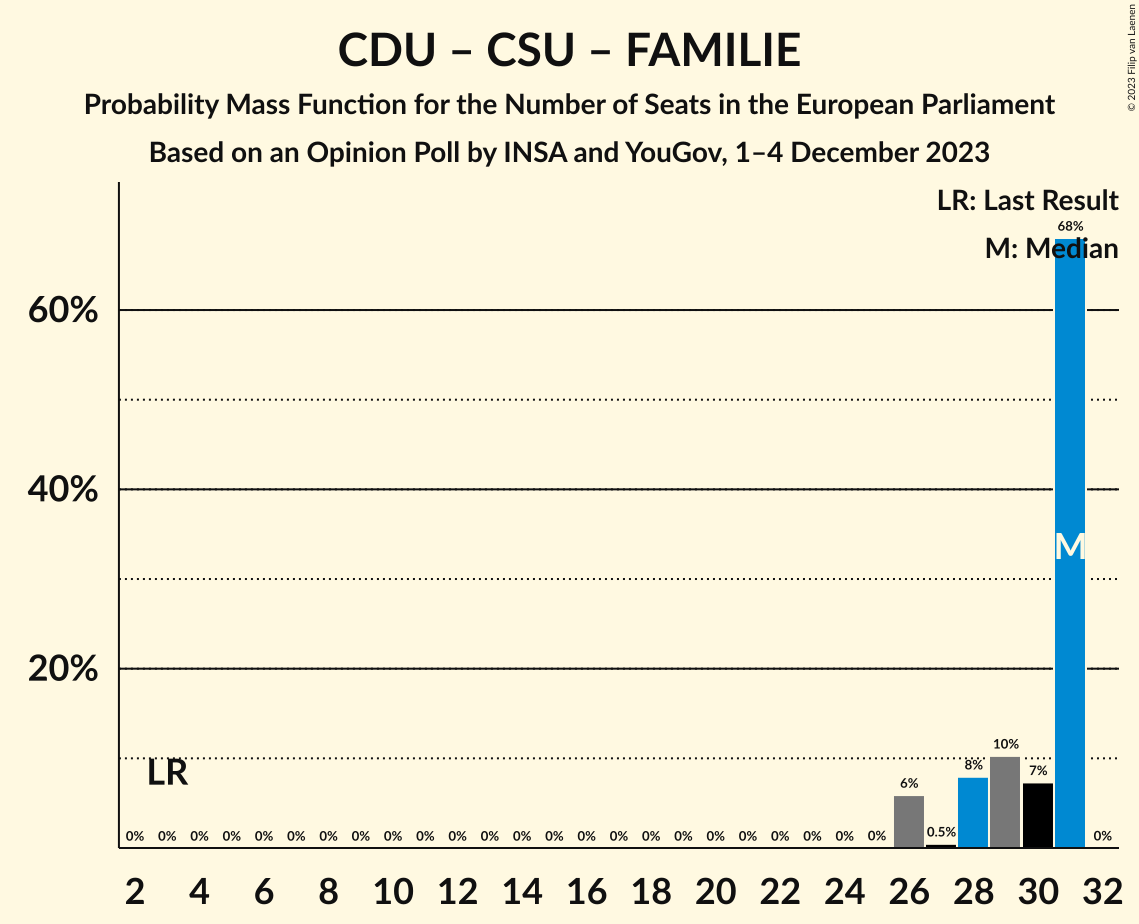 CDU – CSU – FAMILIE
Probability Mass Function for the Number of Seats in the European Parliament
Based on an Opinion Poll by INSA and YouGov, 1–4 December 2023
© 2023 Filip van Laenen
LR: Last Result
68%
M: Median
60%
40%
M
20%
10%
LR
8%
7%
6%
0% 0% 0% 0% 0% 0% 0% 0% 0% 0% 0% 0% 0% 0% 0% 0% 0% 0% 0% 0% 0% 0% 0% 0% 0.5% 0%
2 4 6 8 10 12 14 16 18 20 22 24 26 28 30 32